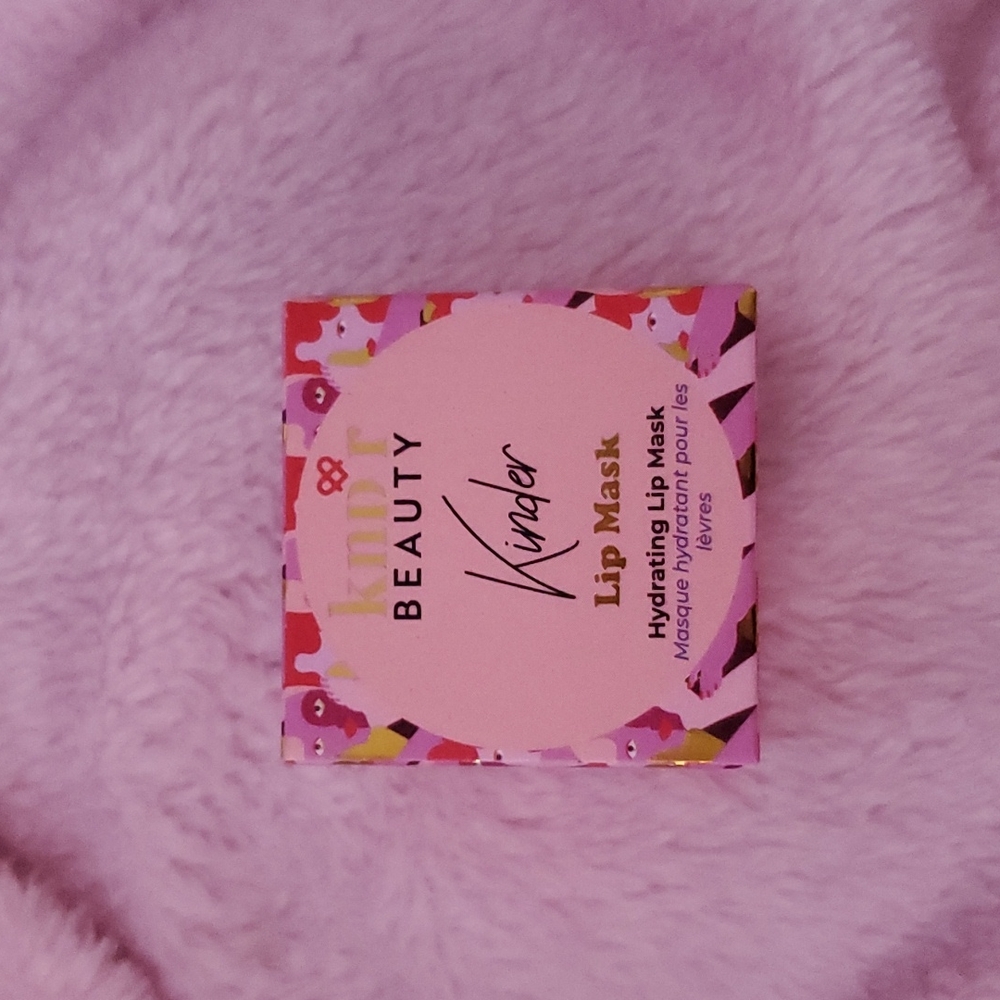 kndr
BEAUTY
Kinder
Lip Mask
Hydrating Lip Mask
Masque hydratant pour les
lèvres